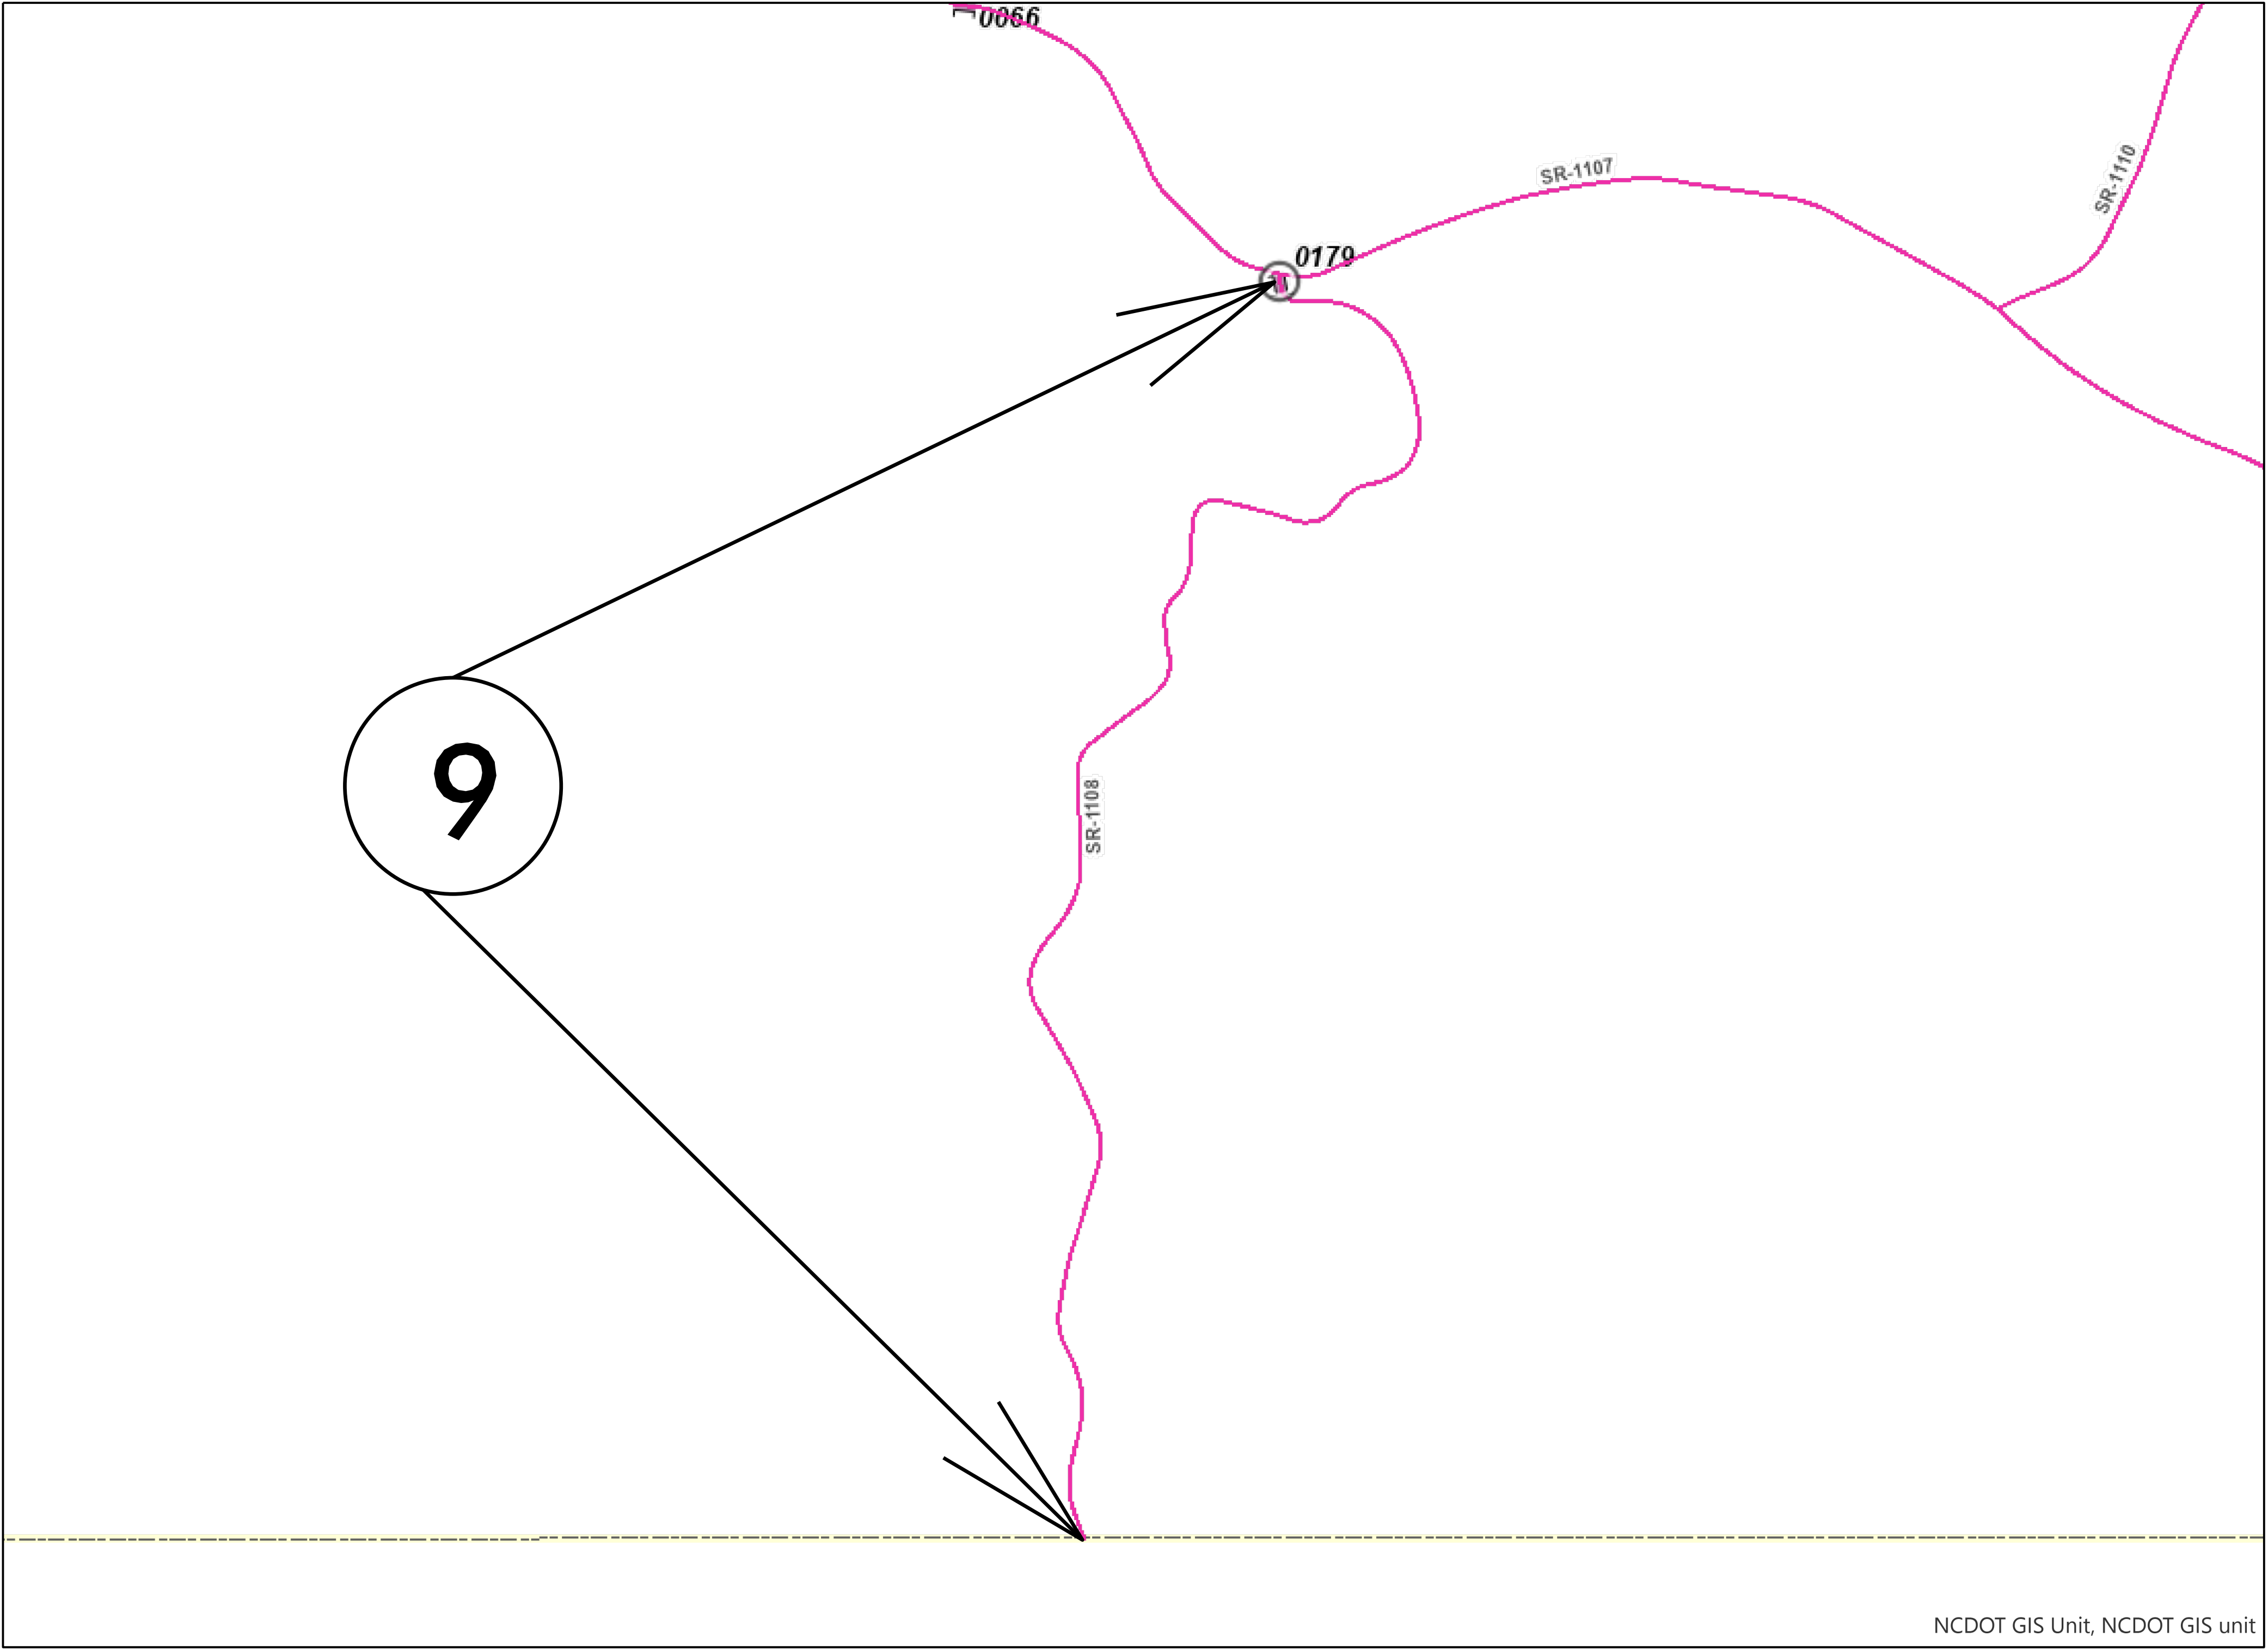 0066
SR-1107
SR-1110
0179
9
SR-1108
NCDOT GIS Unit, NCDOT GIS unit